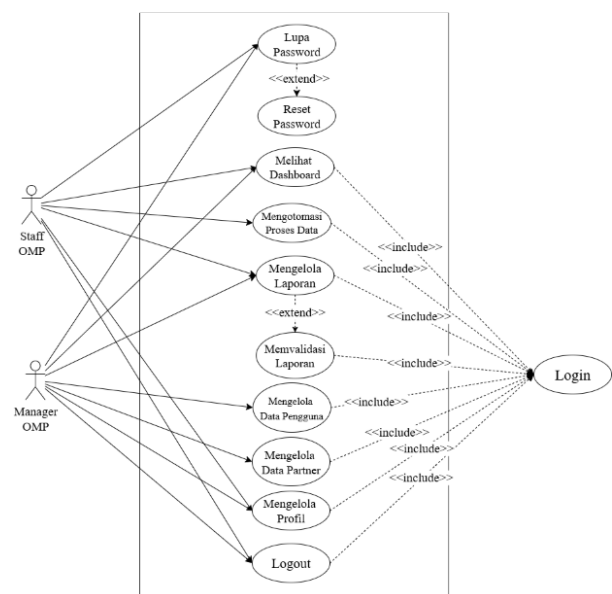 Lupa
Password
<<extend>>
Reset
Password
Melihat
Dashboard
Staff
OMP
Mengotomasi
Proses Data
<<include>>
<<include>>
Mengelola
Laporan
<<extend>>
<<include>>
Memvalidasi
Laporan
<<include>>
Login
Manager
OMP
Mengelola
Data Pengguna
<<include>>
<<include>>
Mengelola
Data Partner
<<include>>
Mengelola
Profil
<<include>>
Logout